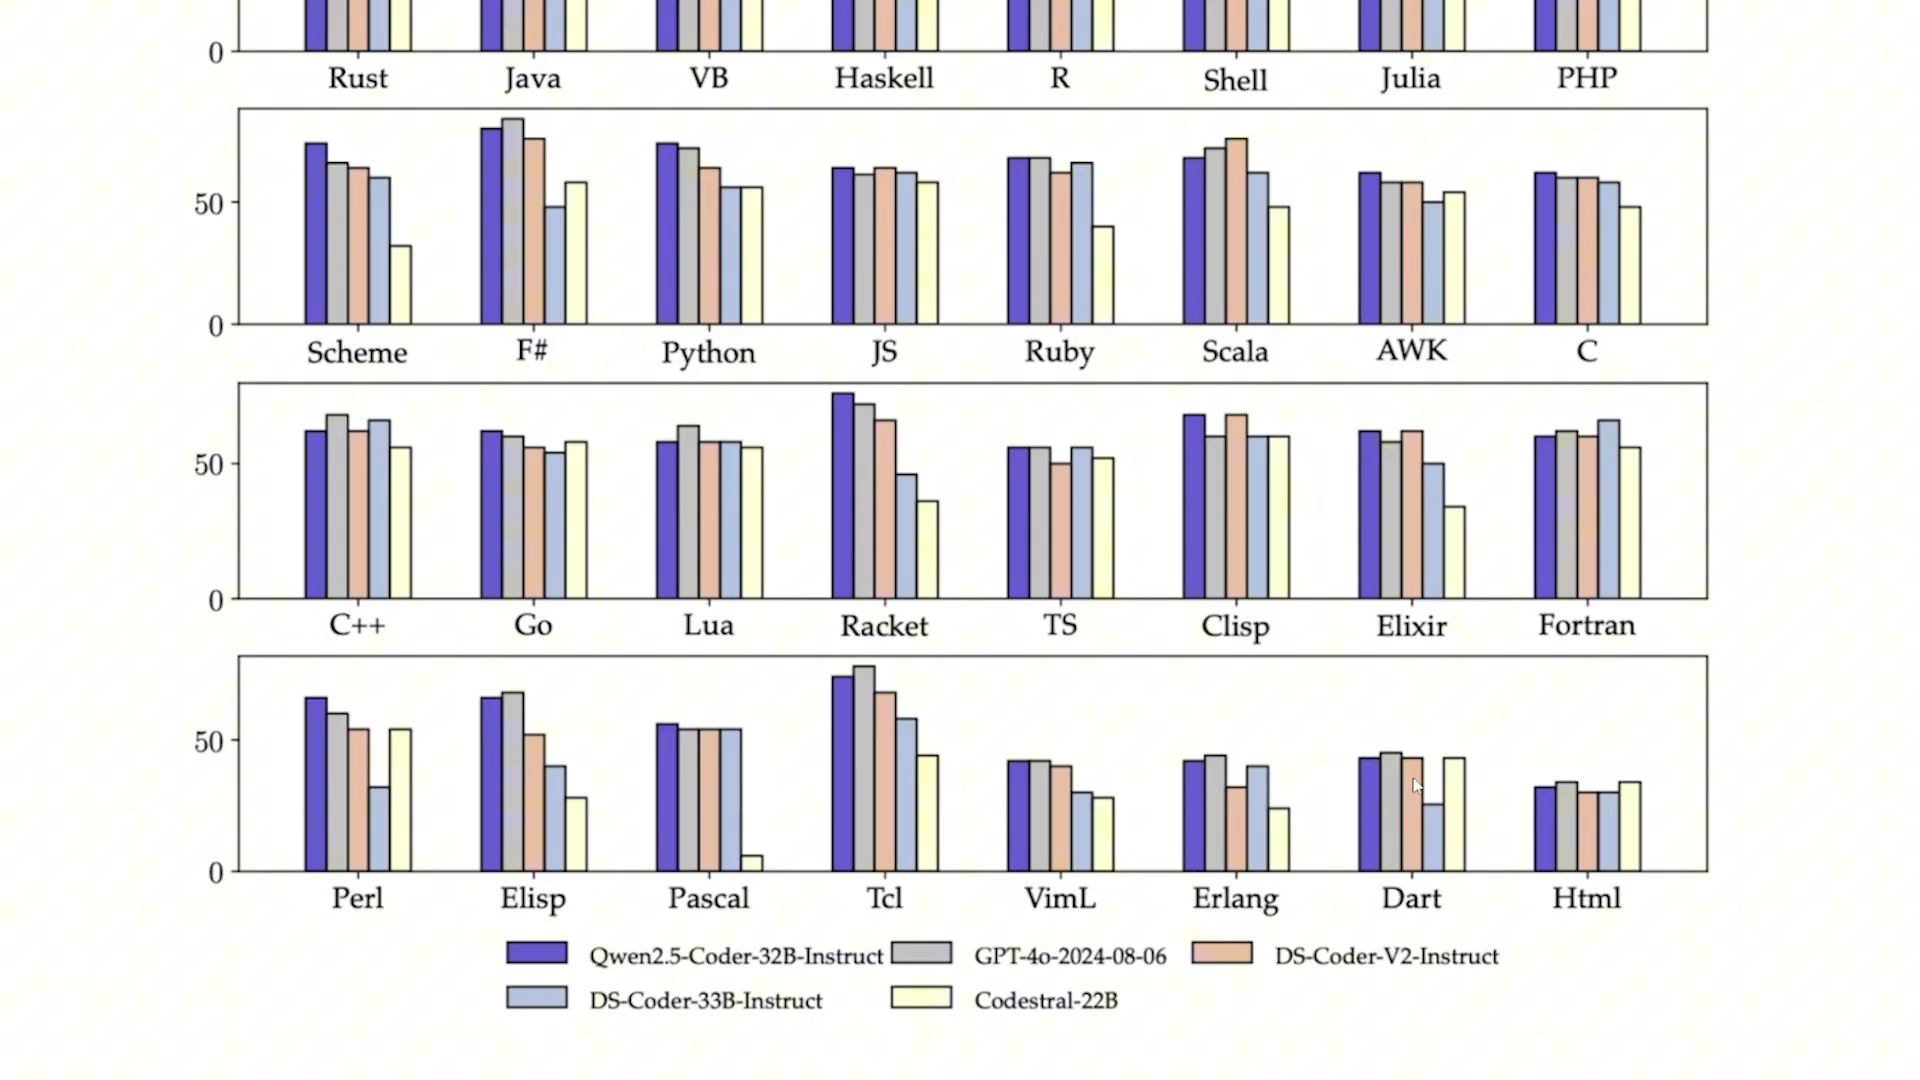 0
Rust Java VB Haskell R Shell Julia PHP
50
0
Scheme F# Python JS Ruby Scala AWK C
50
0
C++ Go Lua Racket TS Clisp Elixir Fortran
50
0
Perl Elisp Pascal Tcl VimL Erlang Dart Html
Qwen2.5-Coder-32B-Instruct GPT-4o-2024-08-06 DS-Coder-V2-Instruct
DS-Coder-33B-Instruct Codestral-22B